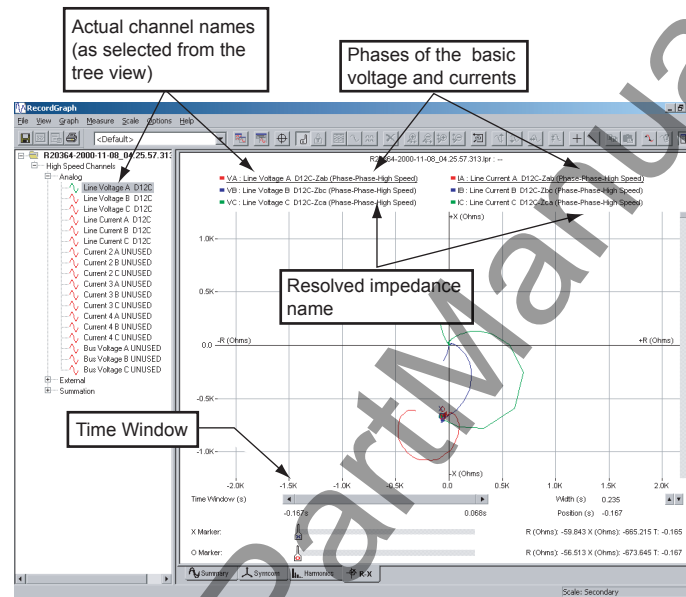 Actual channel names
(as selected from the
tree view)
Phases of the basic
voltage and currents
RecordGraph
File View Graph Measure Scale Options Help
<Default>
R20364-2000-11-08_04.25.57.313
High Speed Channels
Analog
Line Voltage A D12C
Line Voltage B D12C
Line Voltage C D12C
Line Current A D12C
Line Current B D12C
Line Current C D12C
Current 2 A UNUSED
Current 2 B UNUSED
Current 2 C UNUSED
Current 3 A UNUSED
Current 3 B UNUSED
Current 3 C UNUSED
Current 4 A UNUSED
Current 4 B UNUSED
Current 4 C UNUSED
Bus Voltage A UNUSED
Bus Voltage B UNUSED
Bus Voltage C UNUSED
External
Summation
R20364-2000-11-08_04.25.57.313.lpr : --
VA : Line Voltage A D12C-Zab (Phase-Phase-High Speed)
VB : Line Voltage B D12C-Zbc (Phase-Phase-High Speed)
VC : Line Voltage C D12C-Zca (Phase-Phase-High Speed)
IA : Line Current A D12C-Zab (Phase-Phase-High Speed)
IB : Line Current B D12C-Zbc (Phase-Phase-High Speed)
IC : Line Current C D12C-Zca (Phase-Phase-High Speed)
+X (Ohms)
1.0K
0.5K
Resolved impedance
name
0.0 -R (Ohms)
+R (Ohms)
-0.5K
X
Time Window
-1.0K
-X (Ohms)
-2.0K -1.5K -1.0K -0.5K 0.0 0.5K 1.0K 1.5K 2.0K
Time Window (s)
Width (s) 0.235
-0.167s 0.068s
Position (s) -0.167
X Marker:
R (Ohms): -59.843 X (Ohms): -665.215 T: -0.167
O Marker:
R (Ohms): -56.513 X (Ohms): -673.645 T: -0.167
Summary Symcom Harmonics R-X
Scale: Secondary
PartManua